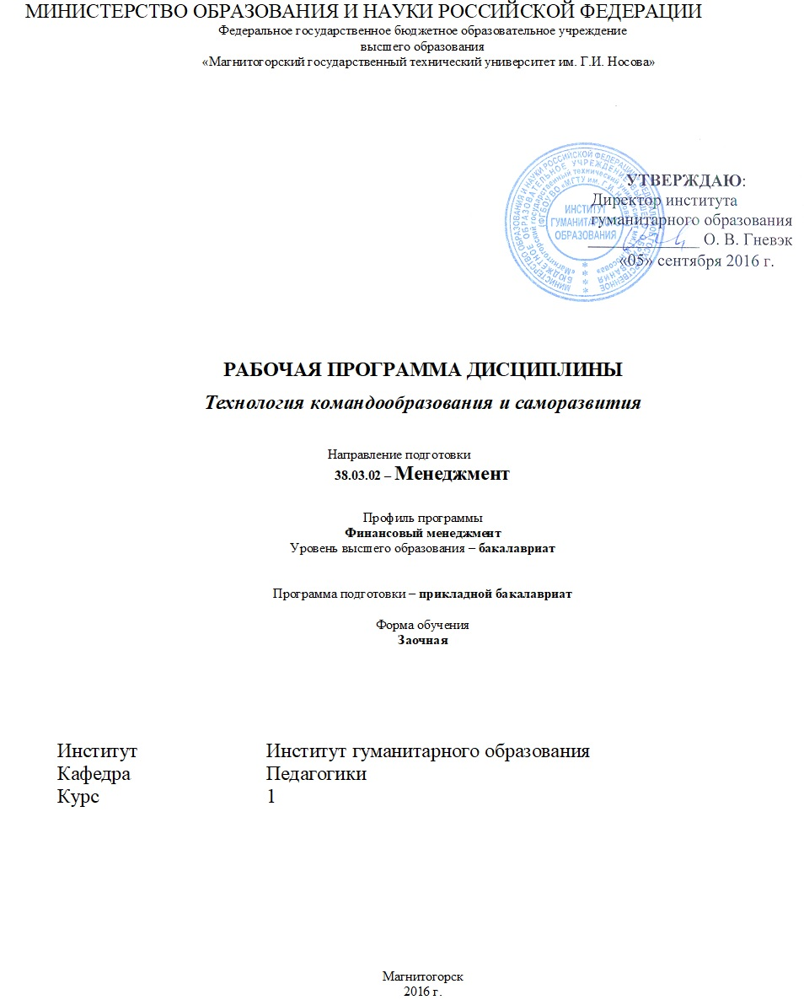 МИНИСТЕРСТВО ОБРАЗОВАНИЯ И НАУКИ РОССИЙСКОЙ ФЕДЕРАЦИИ
Федеральное государственное бюджетное образовательное учреждение
высшего образования
«Магнитогорский государственный технический университет им. Г.И. Носова»
УТВЕРЖДАЮ:
Директор института
гуманитарного образования
О. В. Гневэк
«05» сентября 2016 г.
ИНСТИТУТ
ГУМАНИТАРНОГО
ОБРАЗОВАНИЯ
РАБОЧАЯ ПРОГРАММА ДИСЦИПЛИНЫ
Технология командообразования и саморазвития
Направление подготовки
38.03.02 – Менеджмент
Профиль программы
Финансовый менеджмент
Уровень высшего образования – бакалавриат
Программа подготовки – прикладной бакалавриат
Форма обучения
Заочная
Институт Институт гуманитарного образования
Кафедра Педагогики
Курс 1
Магнитогорск
2016 г.